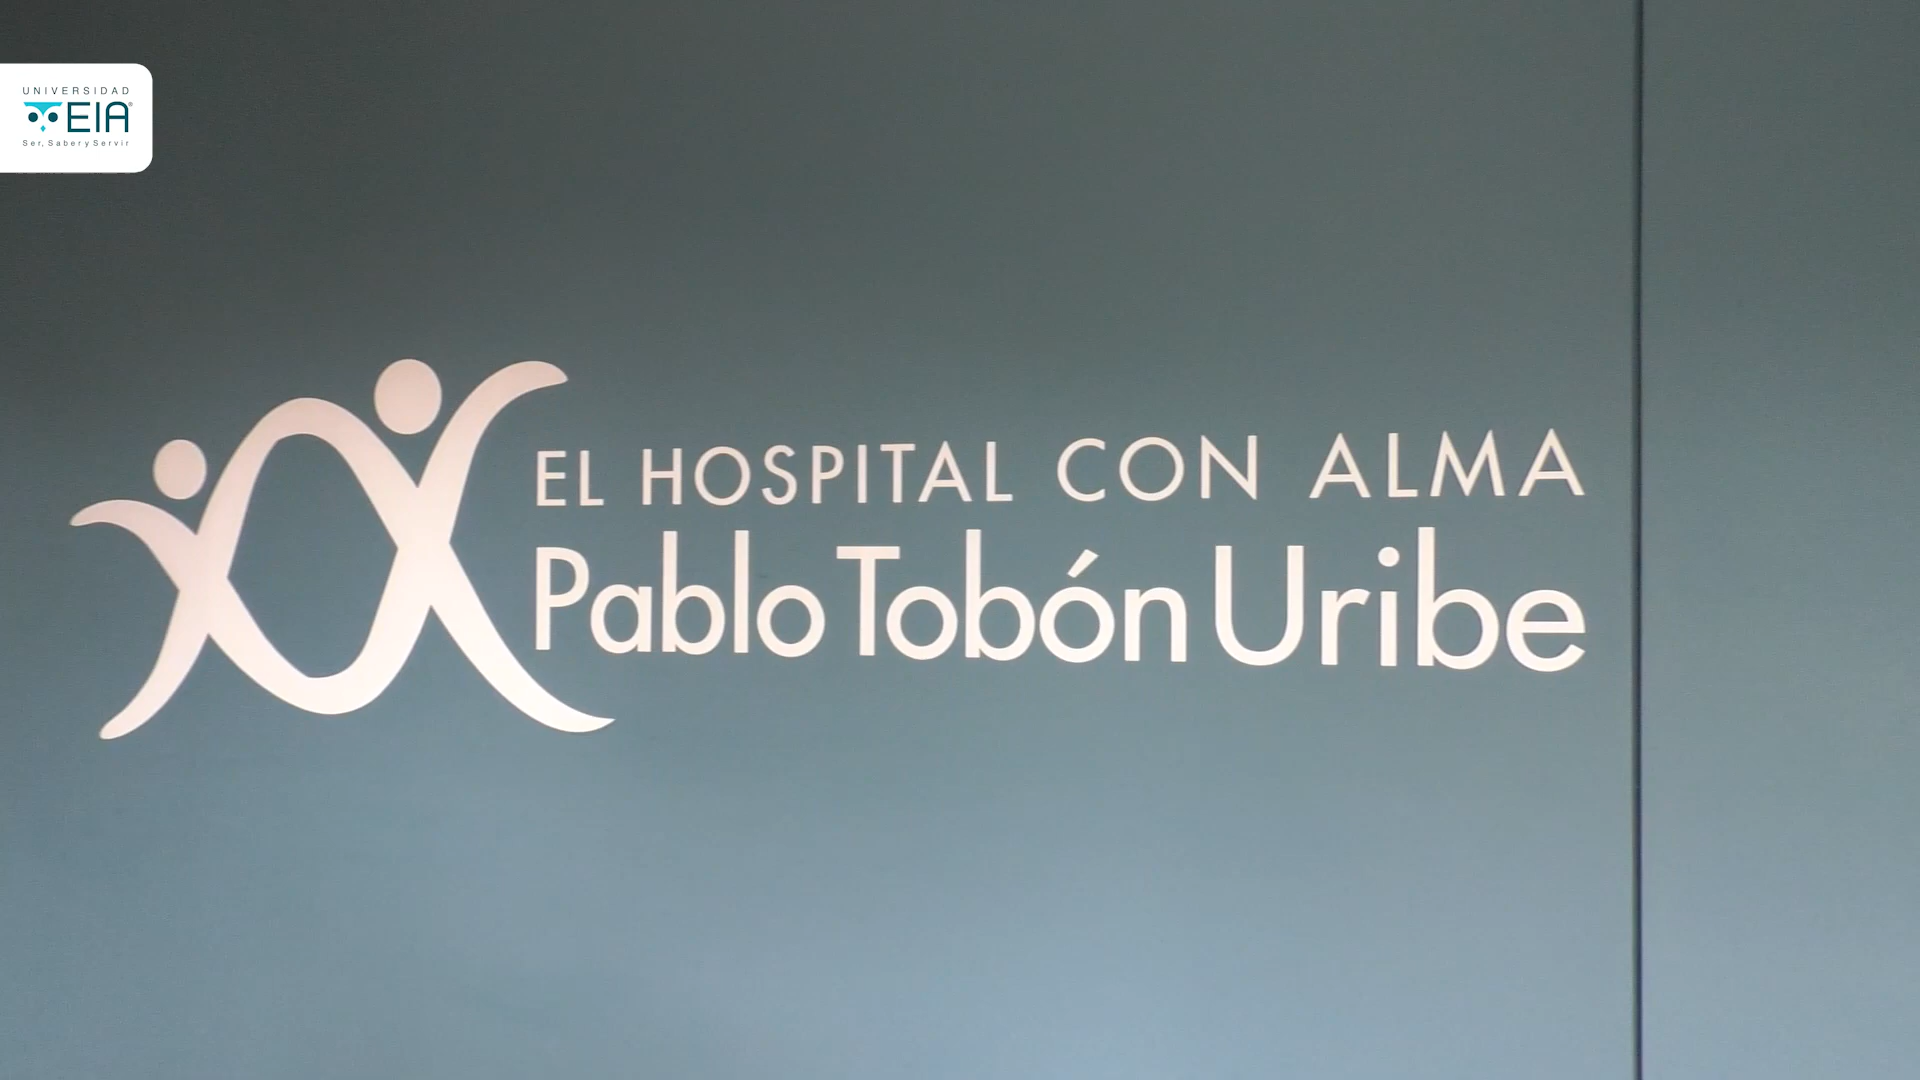 UNIVERSIDAD
EIA
Ser, Saber y Servir
EL HOSPITAL CON ALMA
Pablo Tobón Uribe